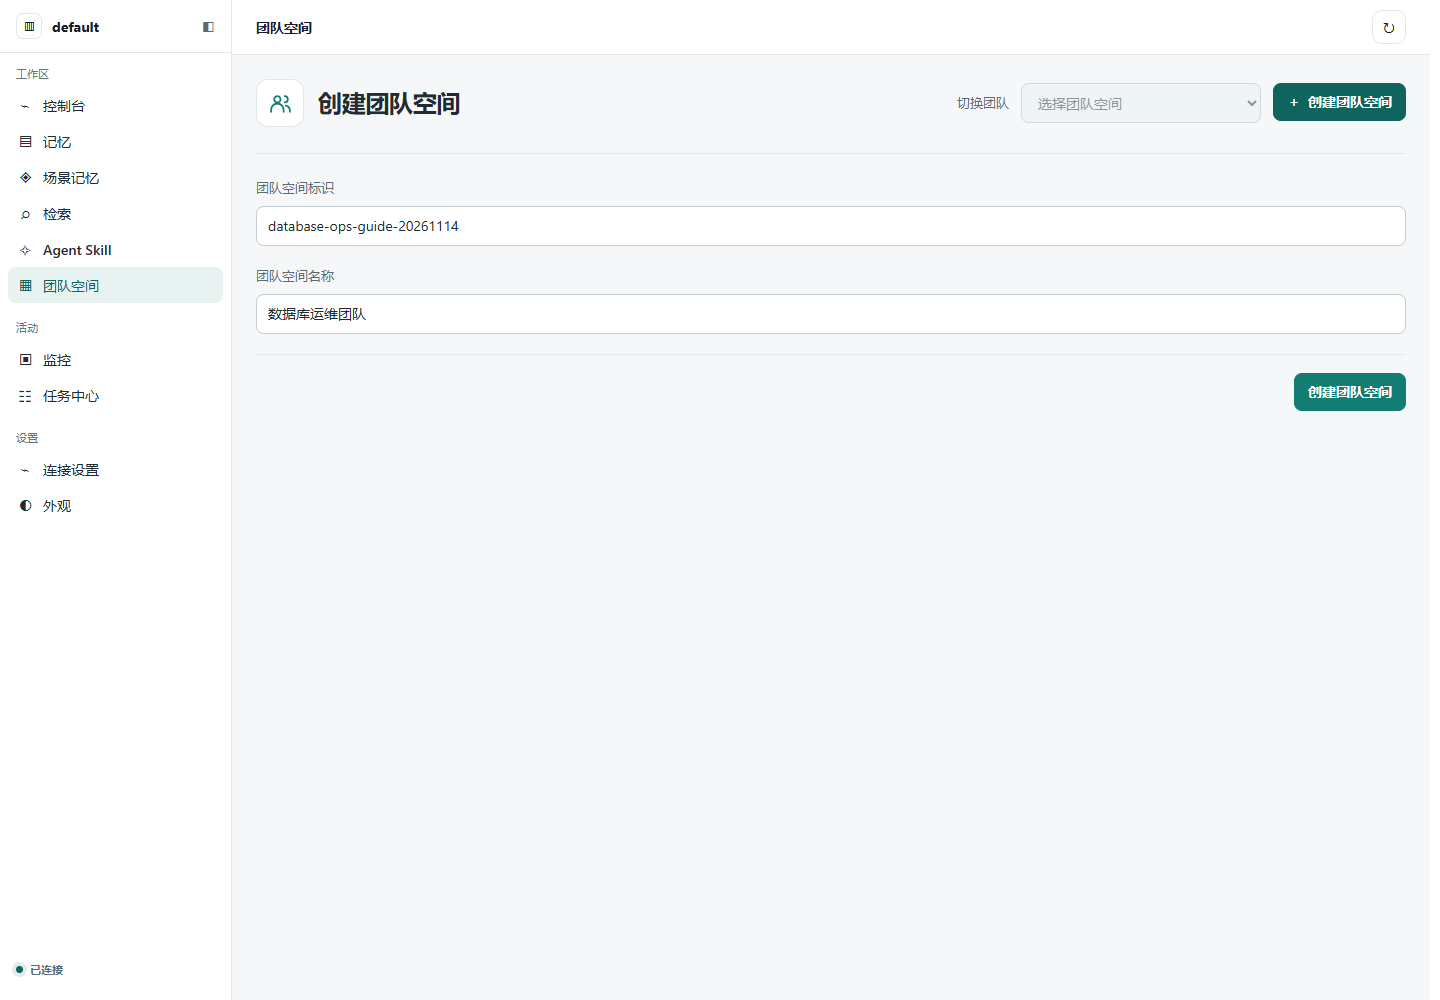 default
团队空间
工作区
控制台
记忆
场景记忆
检索
Agent Skill
团队空间
活动
监控
任务中心
设置
连接设置
外观
已连接
创建团队空间
切换团队
选择团队空间
+ 创建团队空间
团队空间标识
database-ops-guide-20261114
团队空间名称
数据库运维团队
创建团队空间